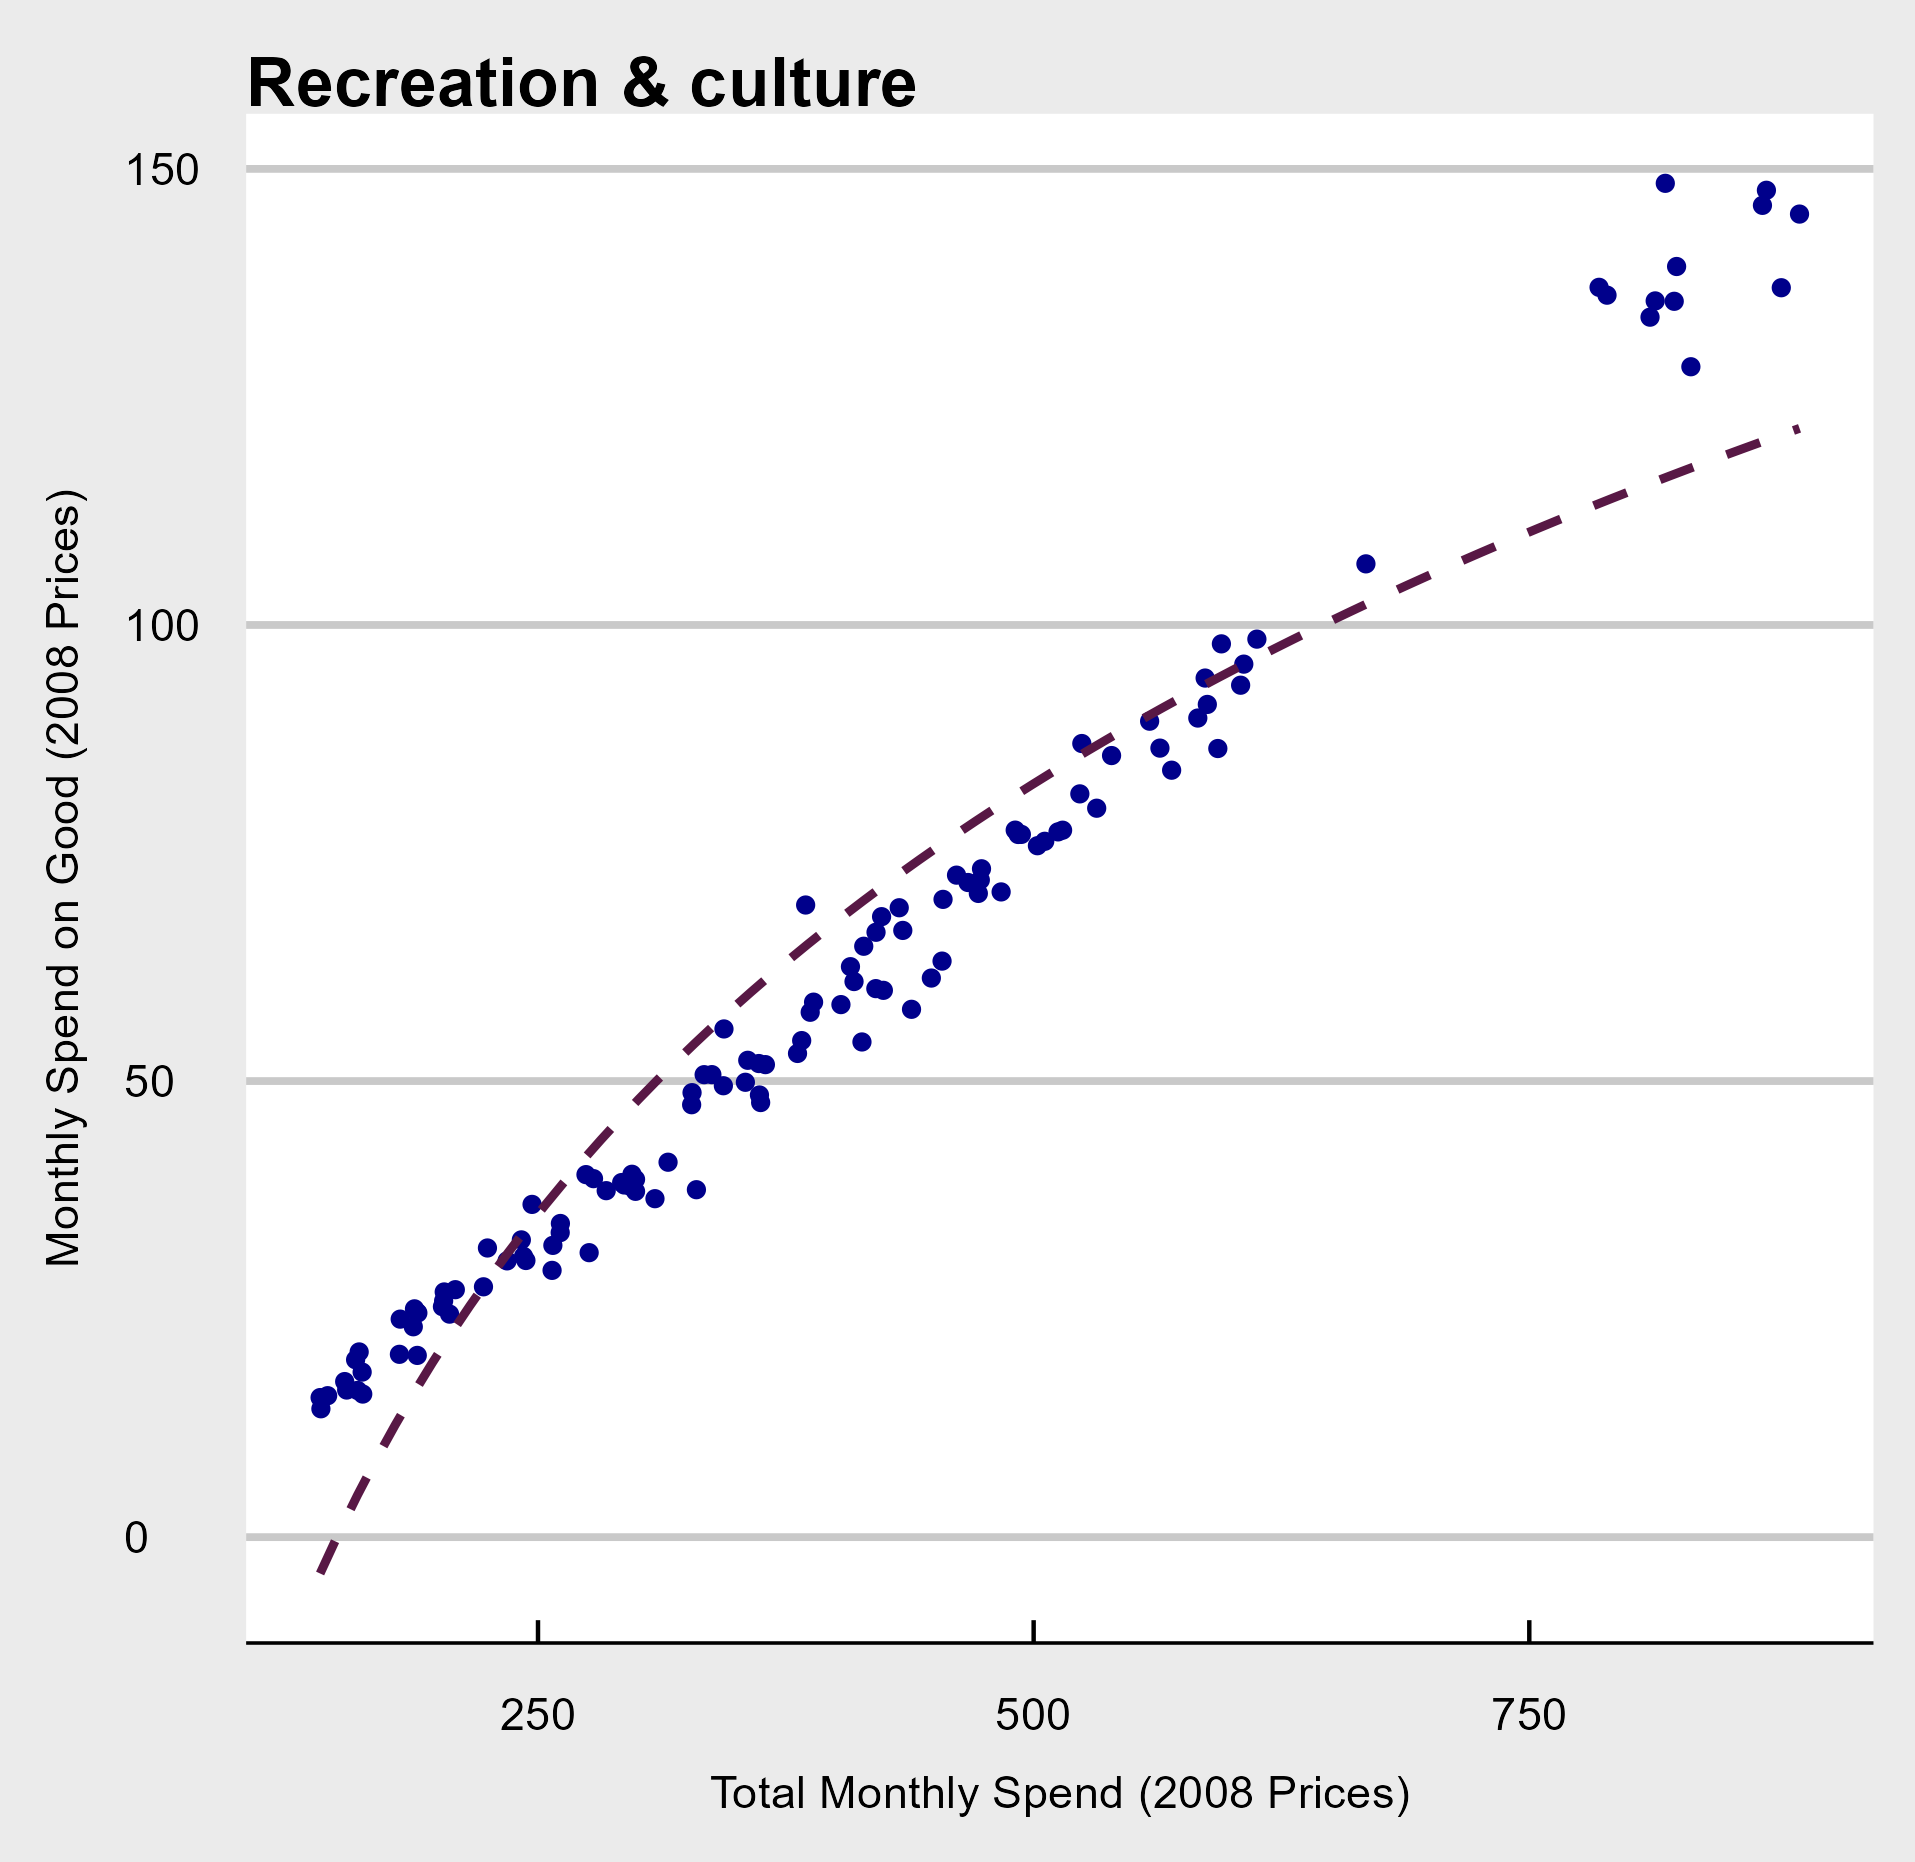 Recreation & culture
150
100
50
0
Monthly Spend on Good (2008 Prices)
250
500
750
Total Monthly Spend (2008 Prices)